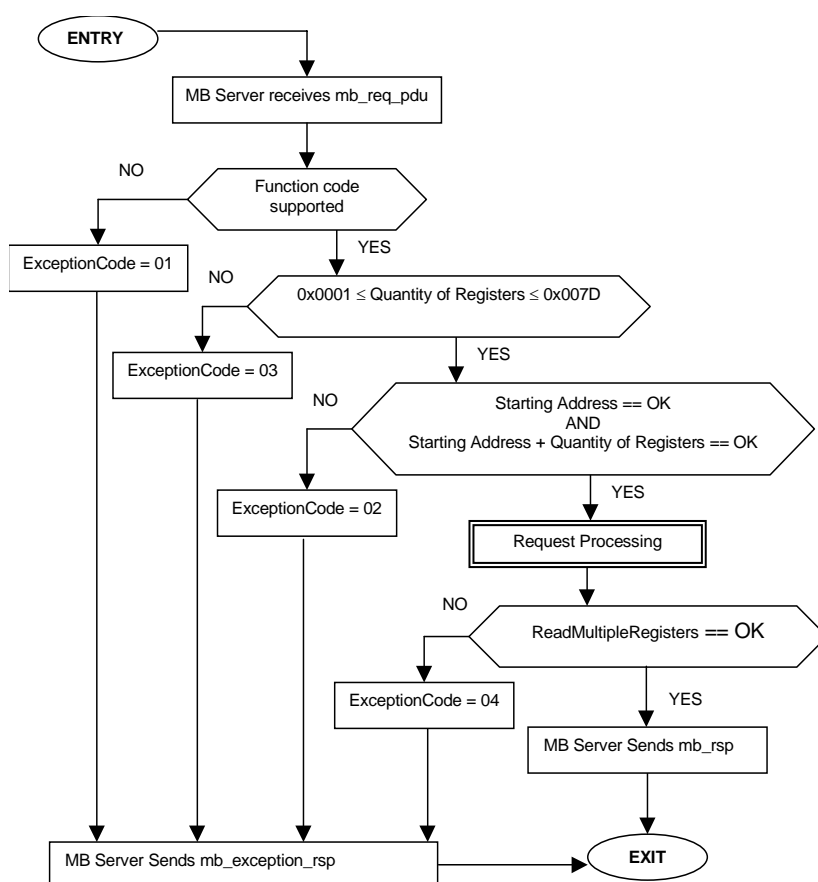 ENTRY
MB Server receives mb_req_pdu
NO
Function code
supported
YES
ExceptionCode = 01
NO
0x0001 ≤ Quantity of Registers ≤ 0x007D
YES
ExceptionCode = 03
NO
Starting Address == OK
AND
Starting Address + Quantity of Registers == OK
YES
ExceptionCode = 02
Request Processing
NO
ReadMultipleRegisters == OK
YES
ExceptionCode = 04
MB Server Sends mb_rsp
MB Server Sends mb_exception_rsp
EXIT